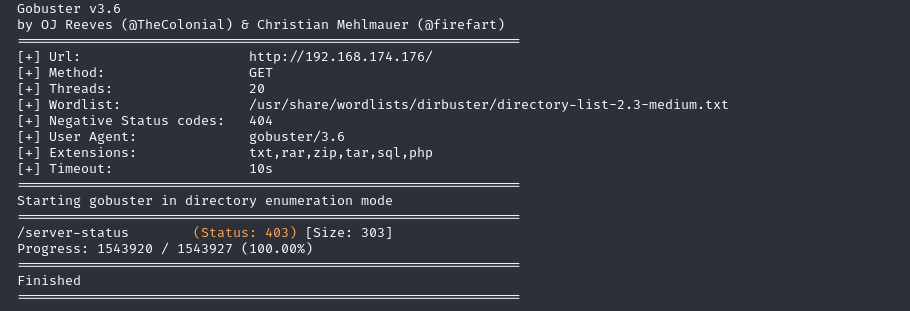 Gobuster v3.6
by OJ Reeves (@TheColonial) & Christian Mehlmauer (@firefart)
===============================================================
[+] Url:                     http://192.168.174.176/
[+] Method:                  GET
[+] Threads:                 20
[+] Wordlist:                /usr/share/wordlists/dirbuster/directory-list-2.3-medium.txt
[+] Negative Status codes:   404
[+] User Agent:              gobuster/3.6
[+] Extensions:              txt,rar,zip,tar,sql,php
[+] Timeout:                 10s
===============================================================
Starting gobuster in directory enumeration mode
===============================================================
/server-status        (Status: 403) [Size: 303]
Progress: 1543920 / 1543927 (100.00%)
===============================================================
Finished
===============================================================